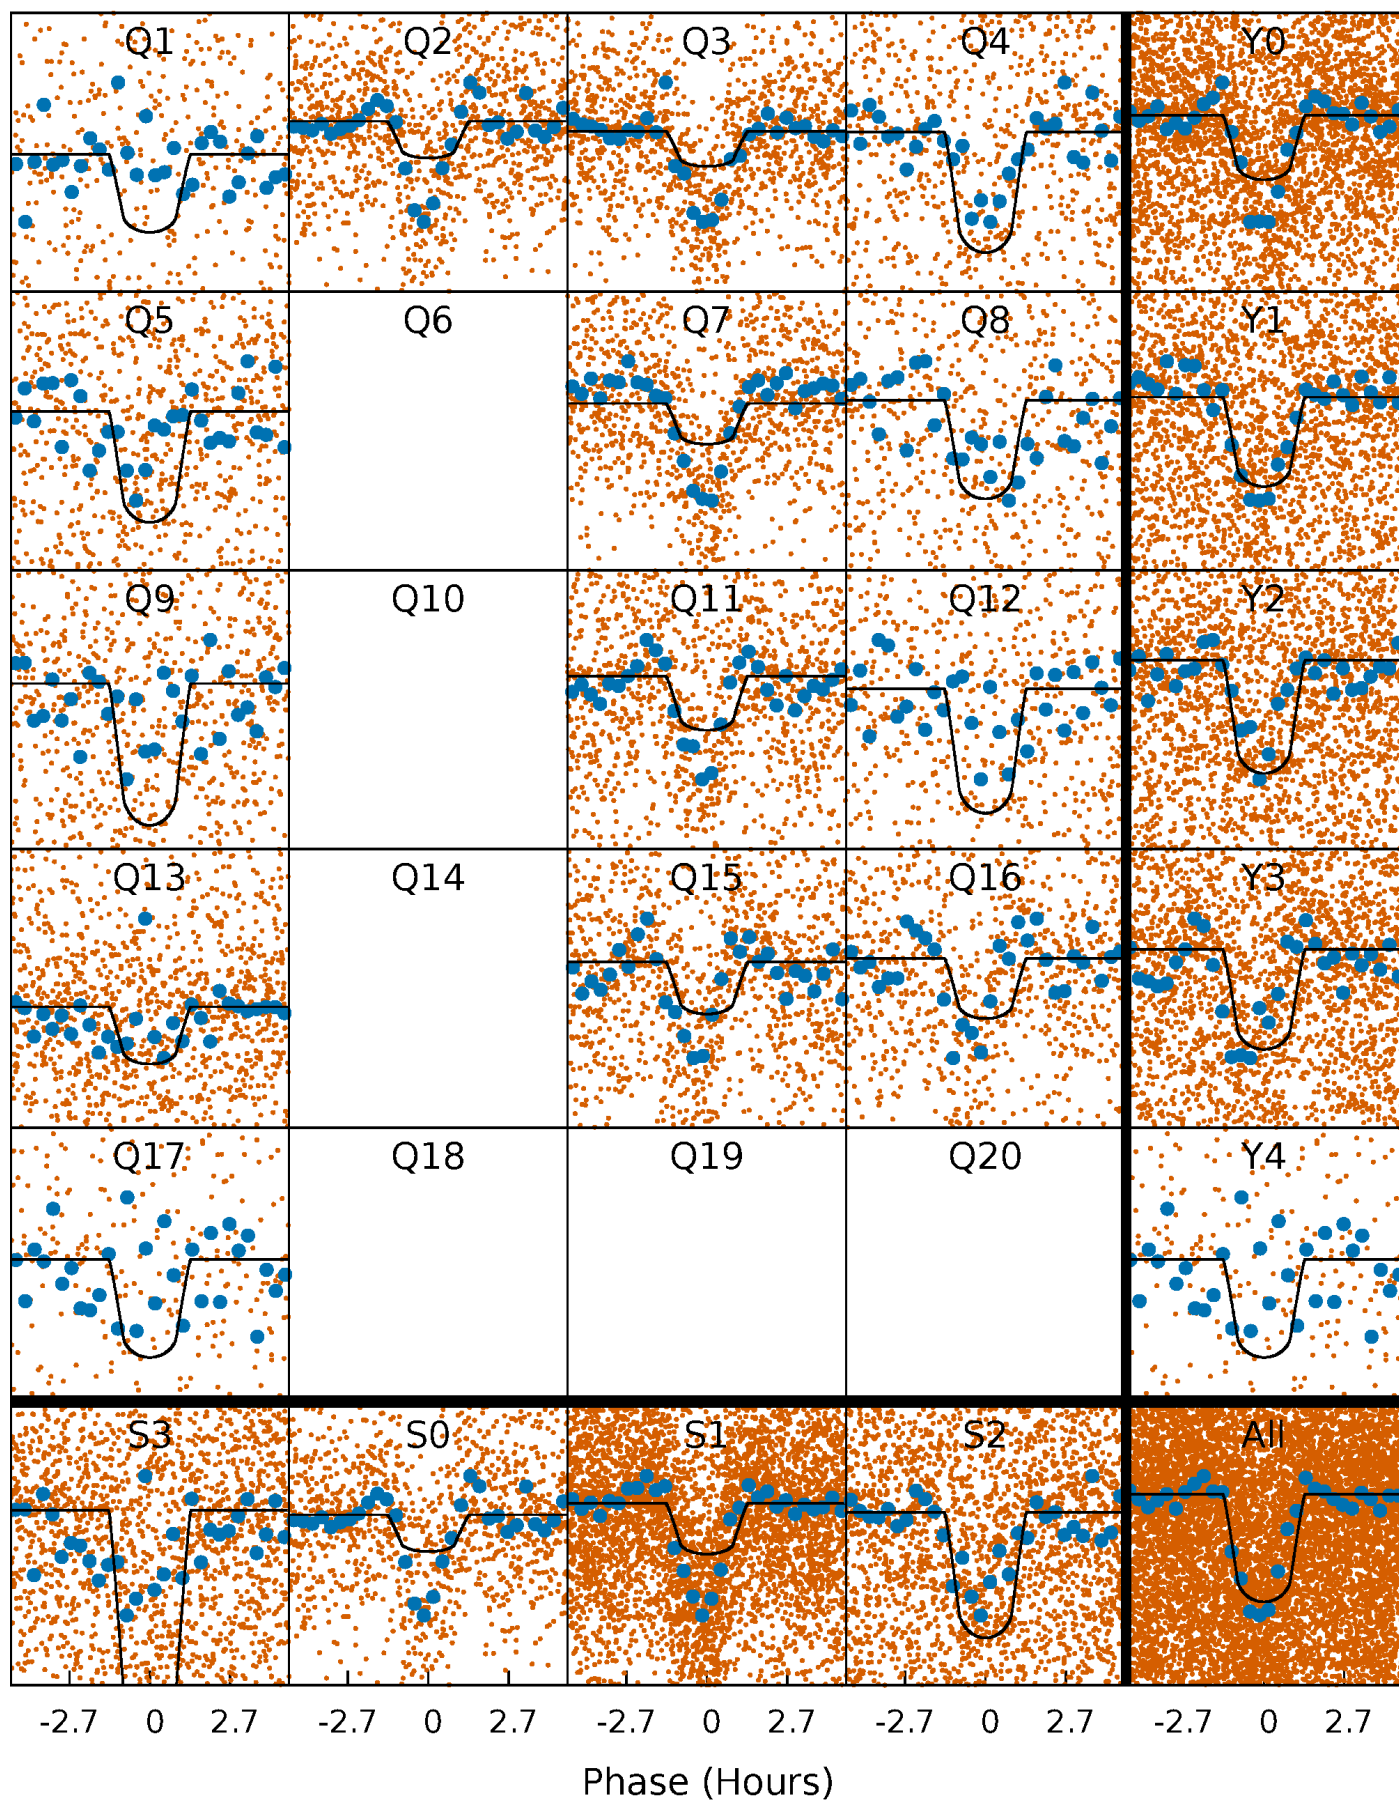 Q1 Q2 Q3 Q4 Y0
Q5 Q6 Q7 Q8 Y1
Q9 Q10 Q11 Q12 Y2
Q13 Q14 Q15 Q16 Y3
Q17 Q18 Q19 Q20 Y4
S3 S0 S1 S2 All
-2.7 0 2.7 -2.7 0 2.7 -2.7 0 2.7 -2.7 0 2.7 -2.7 0 2.7
Phase (Hours)